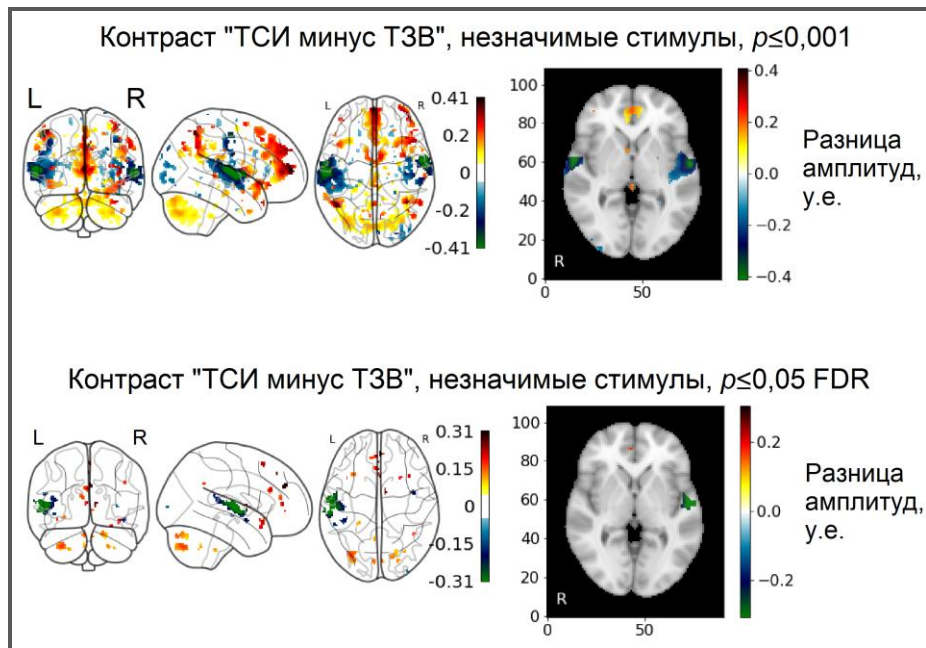 Контраст "ТСИ минус ТЗВ", незначимые стимулы, p≤0,001
L R
L R
0.41
0.2
0
-0.2
-0.41
100
80
60
40
20
0
R
0 50
0.4
0.2
0.0
−0.2
−0.4
Разница
амплитуд,
у.е.
Контраст "ТСИ минус ТЗВ", незначимые стимулы, p≤0,05 FDR
L R
L R
0.31
0.15
0
-0.15
-0.31
100
80
60
40
20
0
R
0 50
0.2
0.0
−0.2
Разница
амплитуд,
у.е.